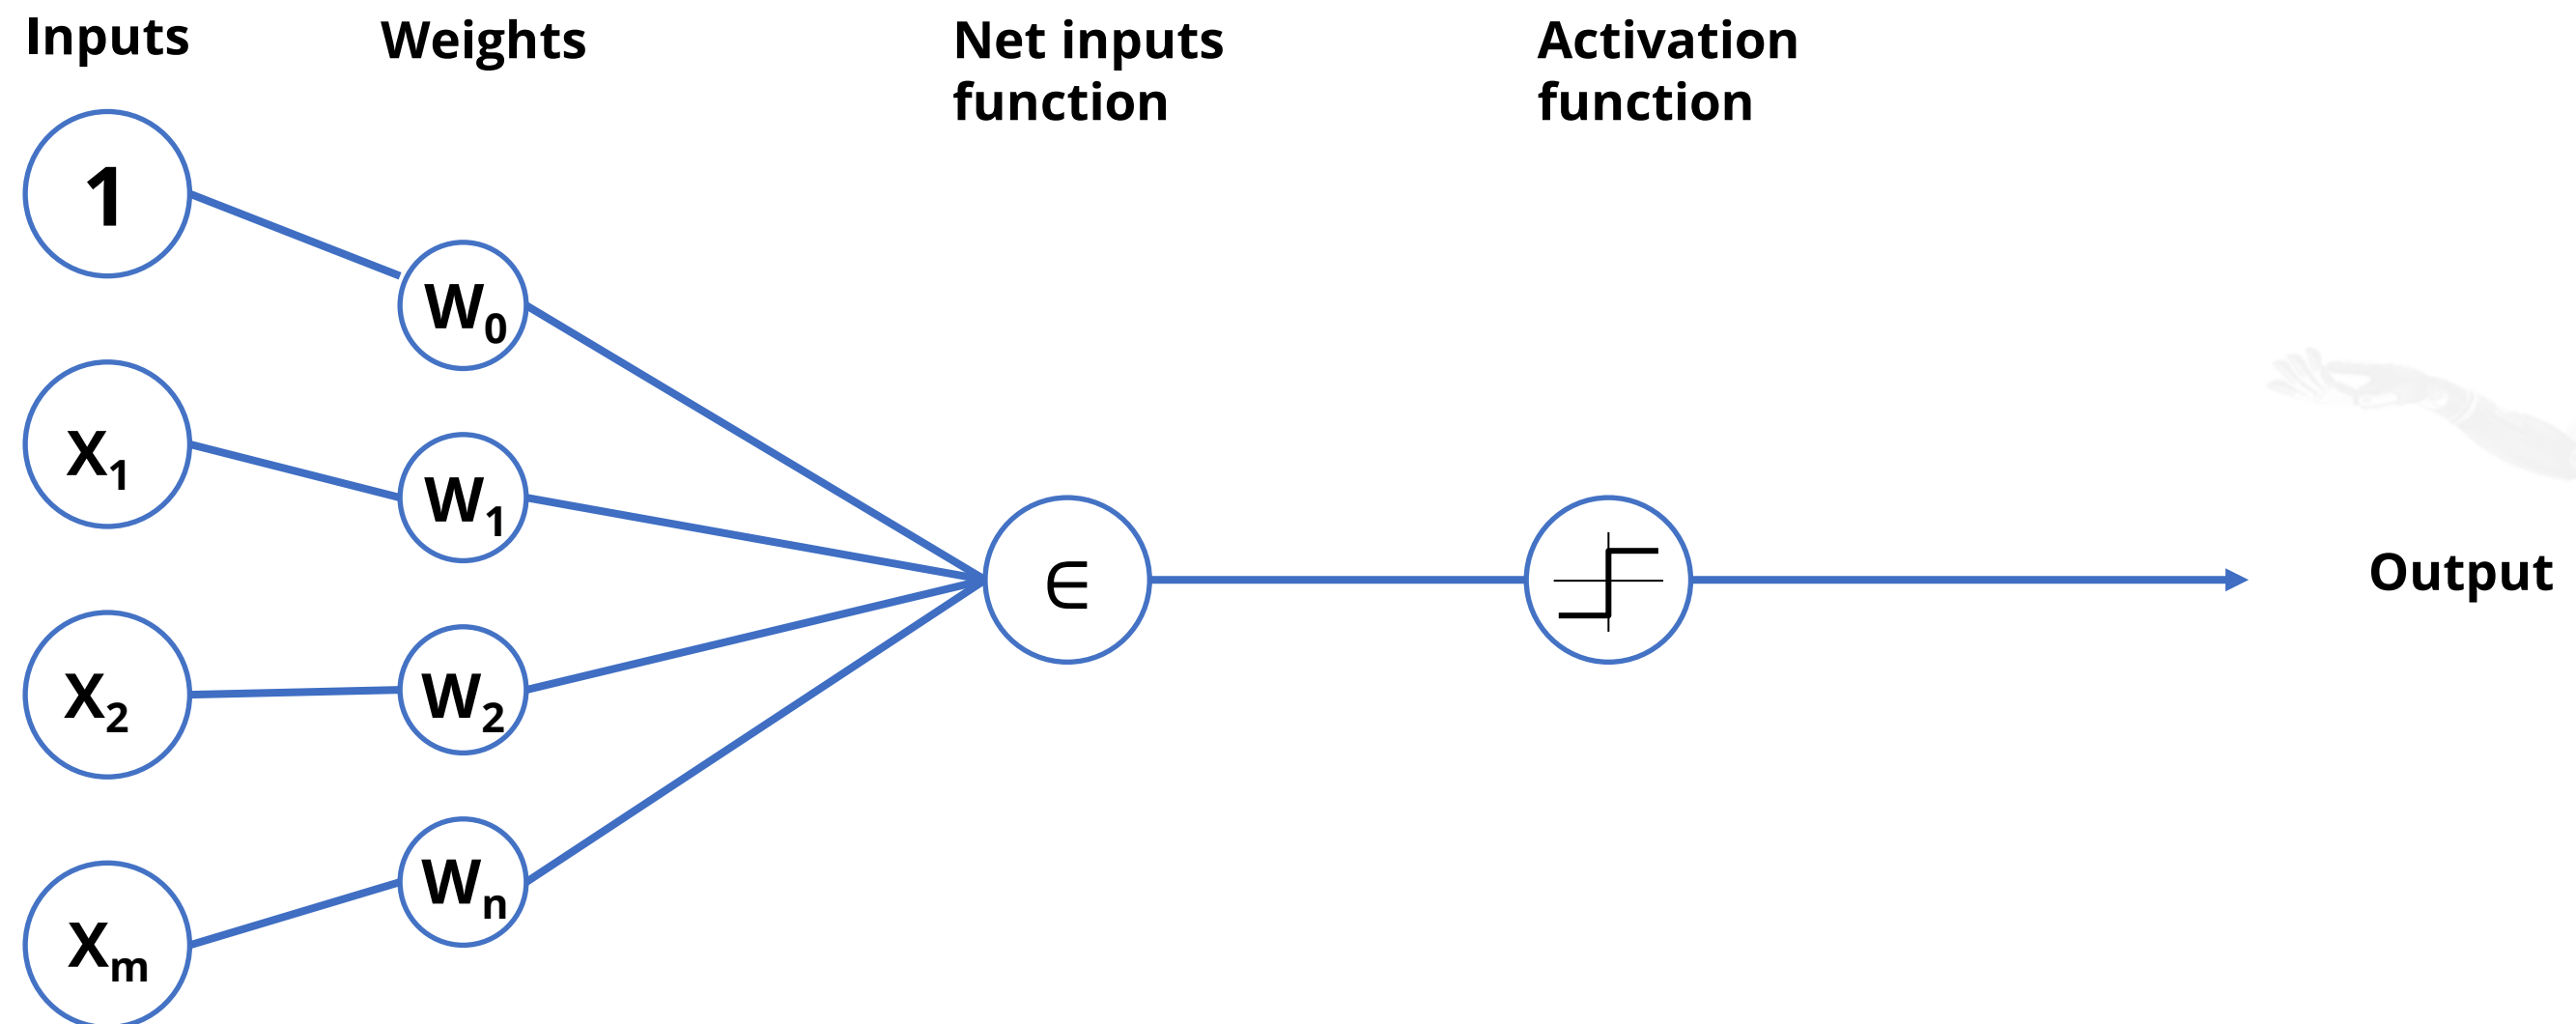 Inputs
Weights
Net inputs
function
Activation
function
1
W₀
X₁
W₁
∈
Output
X₂
W₂
Wₙ
Xₘ